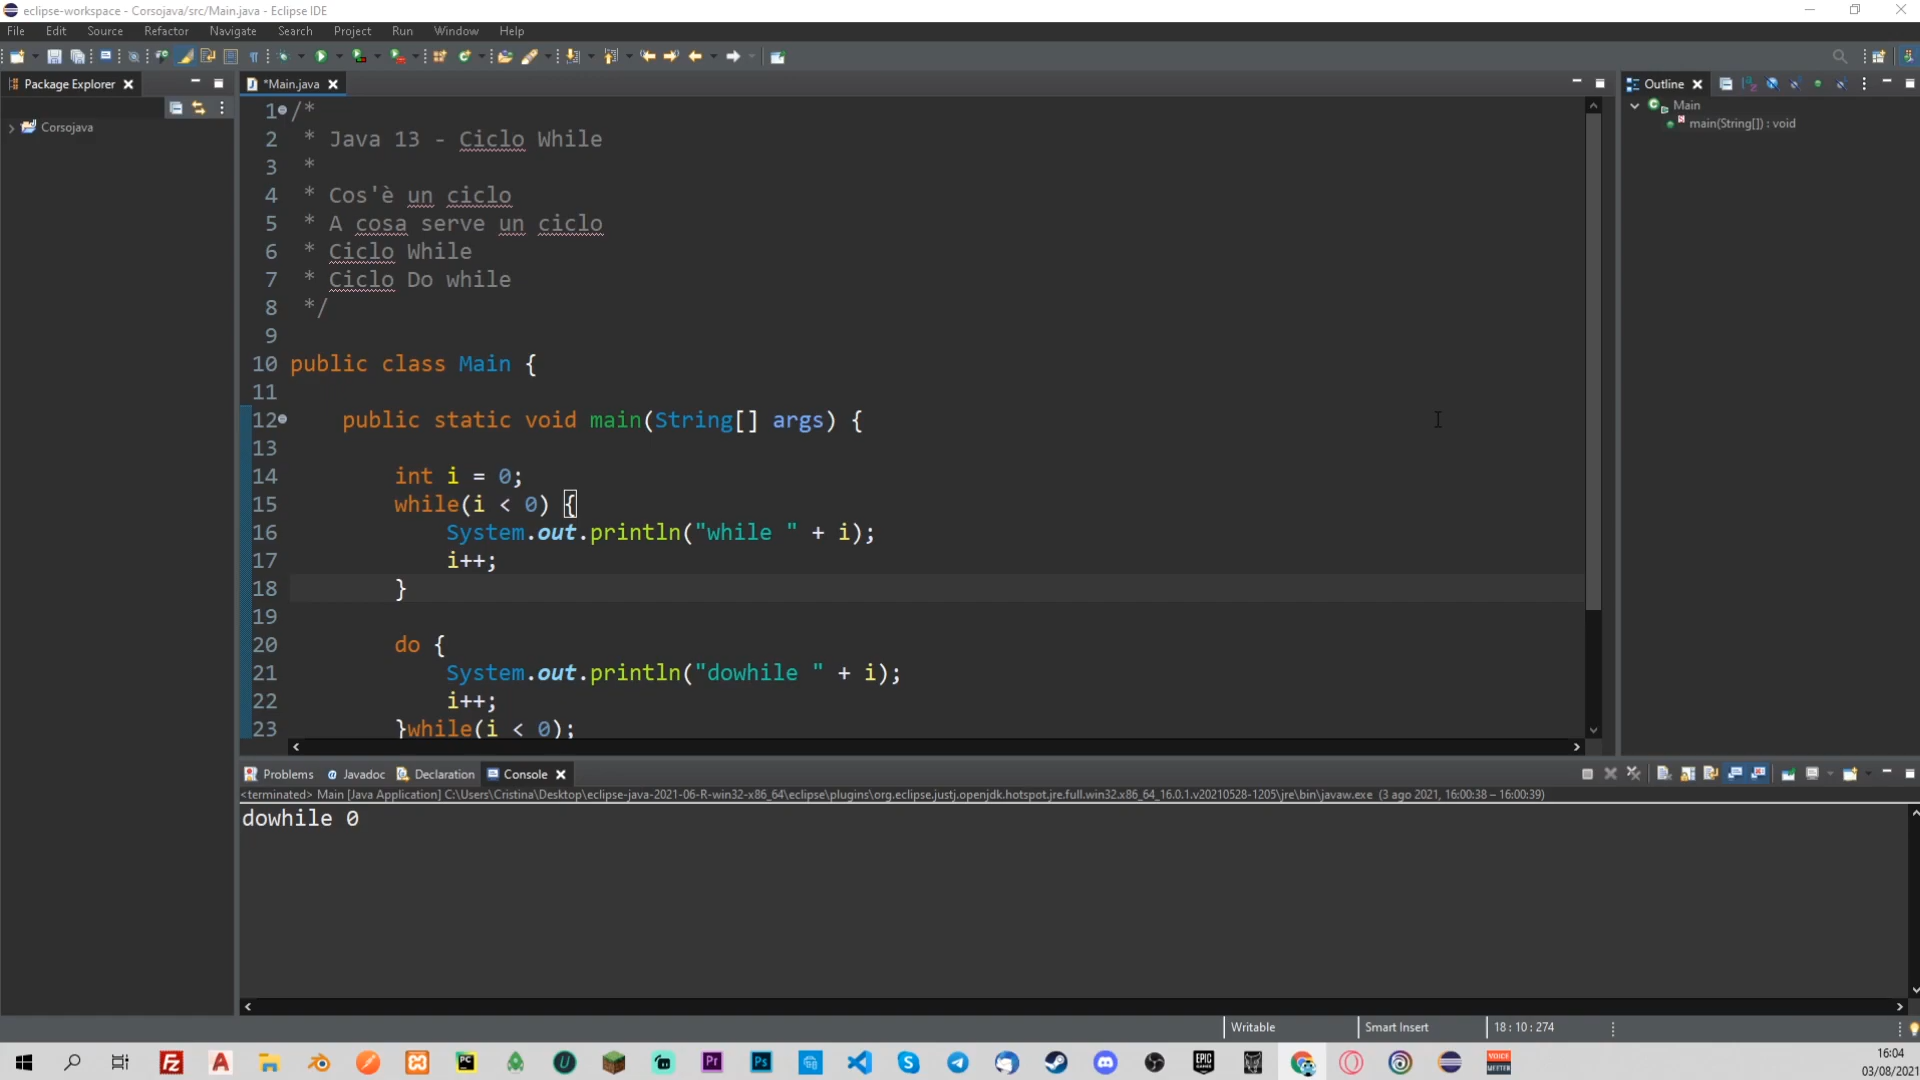 eclipse-workspace - Corsojava/src/Main.java - Eclipse IDE
File Edit Source Refactor Navigate Search Project Run Window Help
Package Explorer
Corsojava
*Main.java
1 /*
2  * Java 13 - Ciclo While
3  *
4  * Cos'è un ciclo
5  * A cosa serve un ciclo
6  * Ciclo While
7  * Ciclo Do while
8  */
9
10 public class Main {
11
12     public static void main(String[] args) {
13
14         int i = 0;
15         while(i < 0) {
16             System.out.println("while " + i);
17             i++;
18         }
19
20         do {
21             System.out.println("dowhile " + i);
22             i++;
23         }while(i < 0);
Outline
Main
main(String[]) : void
Problems Javadoc Declaration Console
<terminated> Main [Java Application] C:\Users\Cristina\Desktop\eclipse-java-2021-06-R-win32-x86_64\eclipse\plugins\org.eclipse.justj.openjdk.hotspot.jre.full.win32.x86_64_16.0.1.v20210528-1205\jre\bin\javaw.exe (3 ago 2021, 16:00:38 – 16:00:39)
dowhile 0
Writable Smart Insert 18 : 10 : 274
16:04
03/08/2021